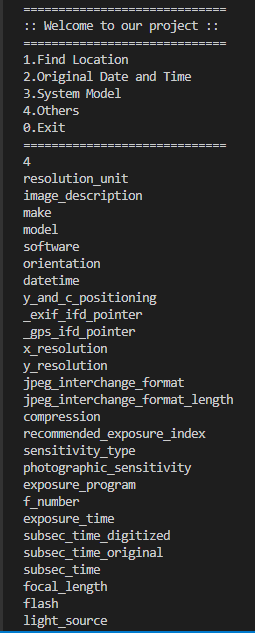 =============================
:: Welcome to our project ::
=============================
1.Find Location
2.Original Date and Time
3.System Model
4.Others
0.Exit
=============================
4
resolution_unit
image_description
make
model
software
orientation
datetime
y_and_c_positioning
_exif_ifd_pointer
_gps_ifd_pointer
x_resolution
y_resolution
jpeg_interchange_format
jpeg_interchange_format_length
compression
recommended_exposure_index
sensitivity_type
photographic_sensitivity
exposure_program
f_number
exposure_time
subsec_time_digitized
subsec_time_original
subsec_time
focal_length
flash
light_source